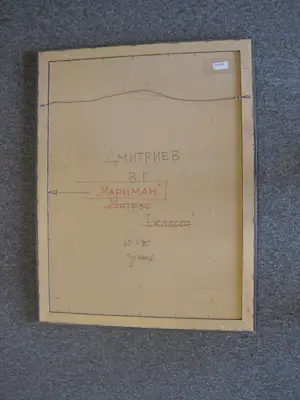 ДМИТРИЕВ
В.Г.
„Мариман"
Матрос
I класса"
60 × 80